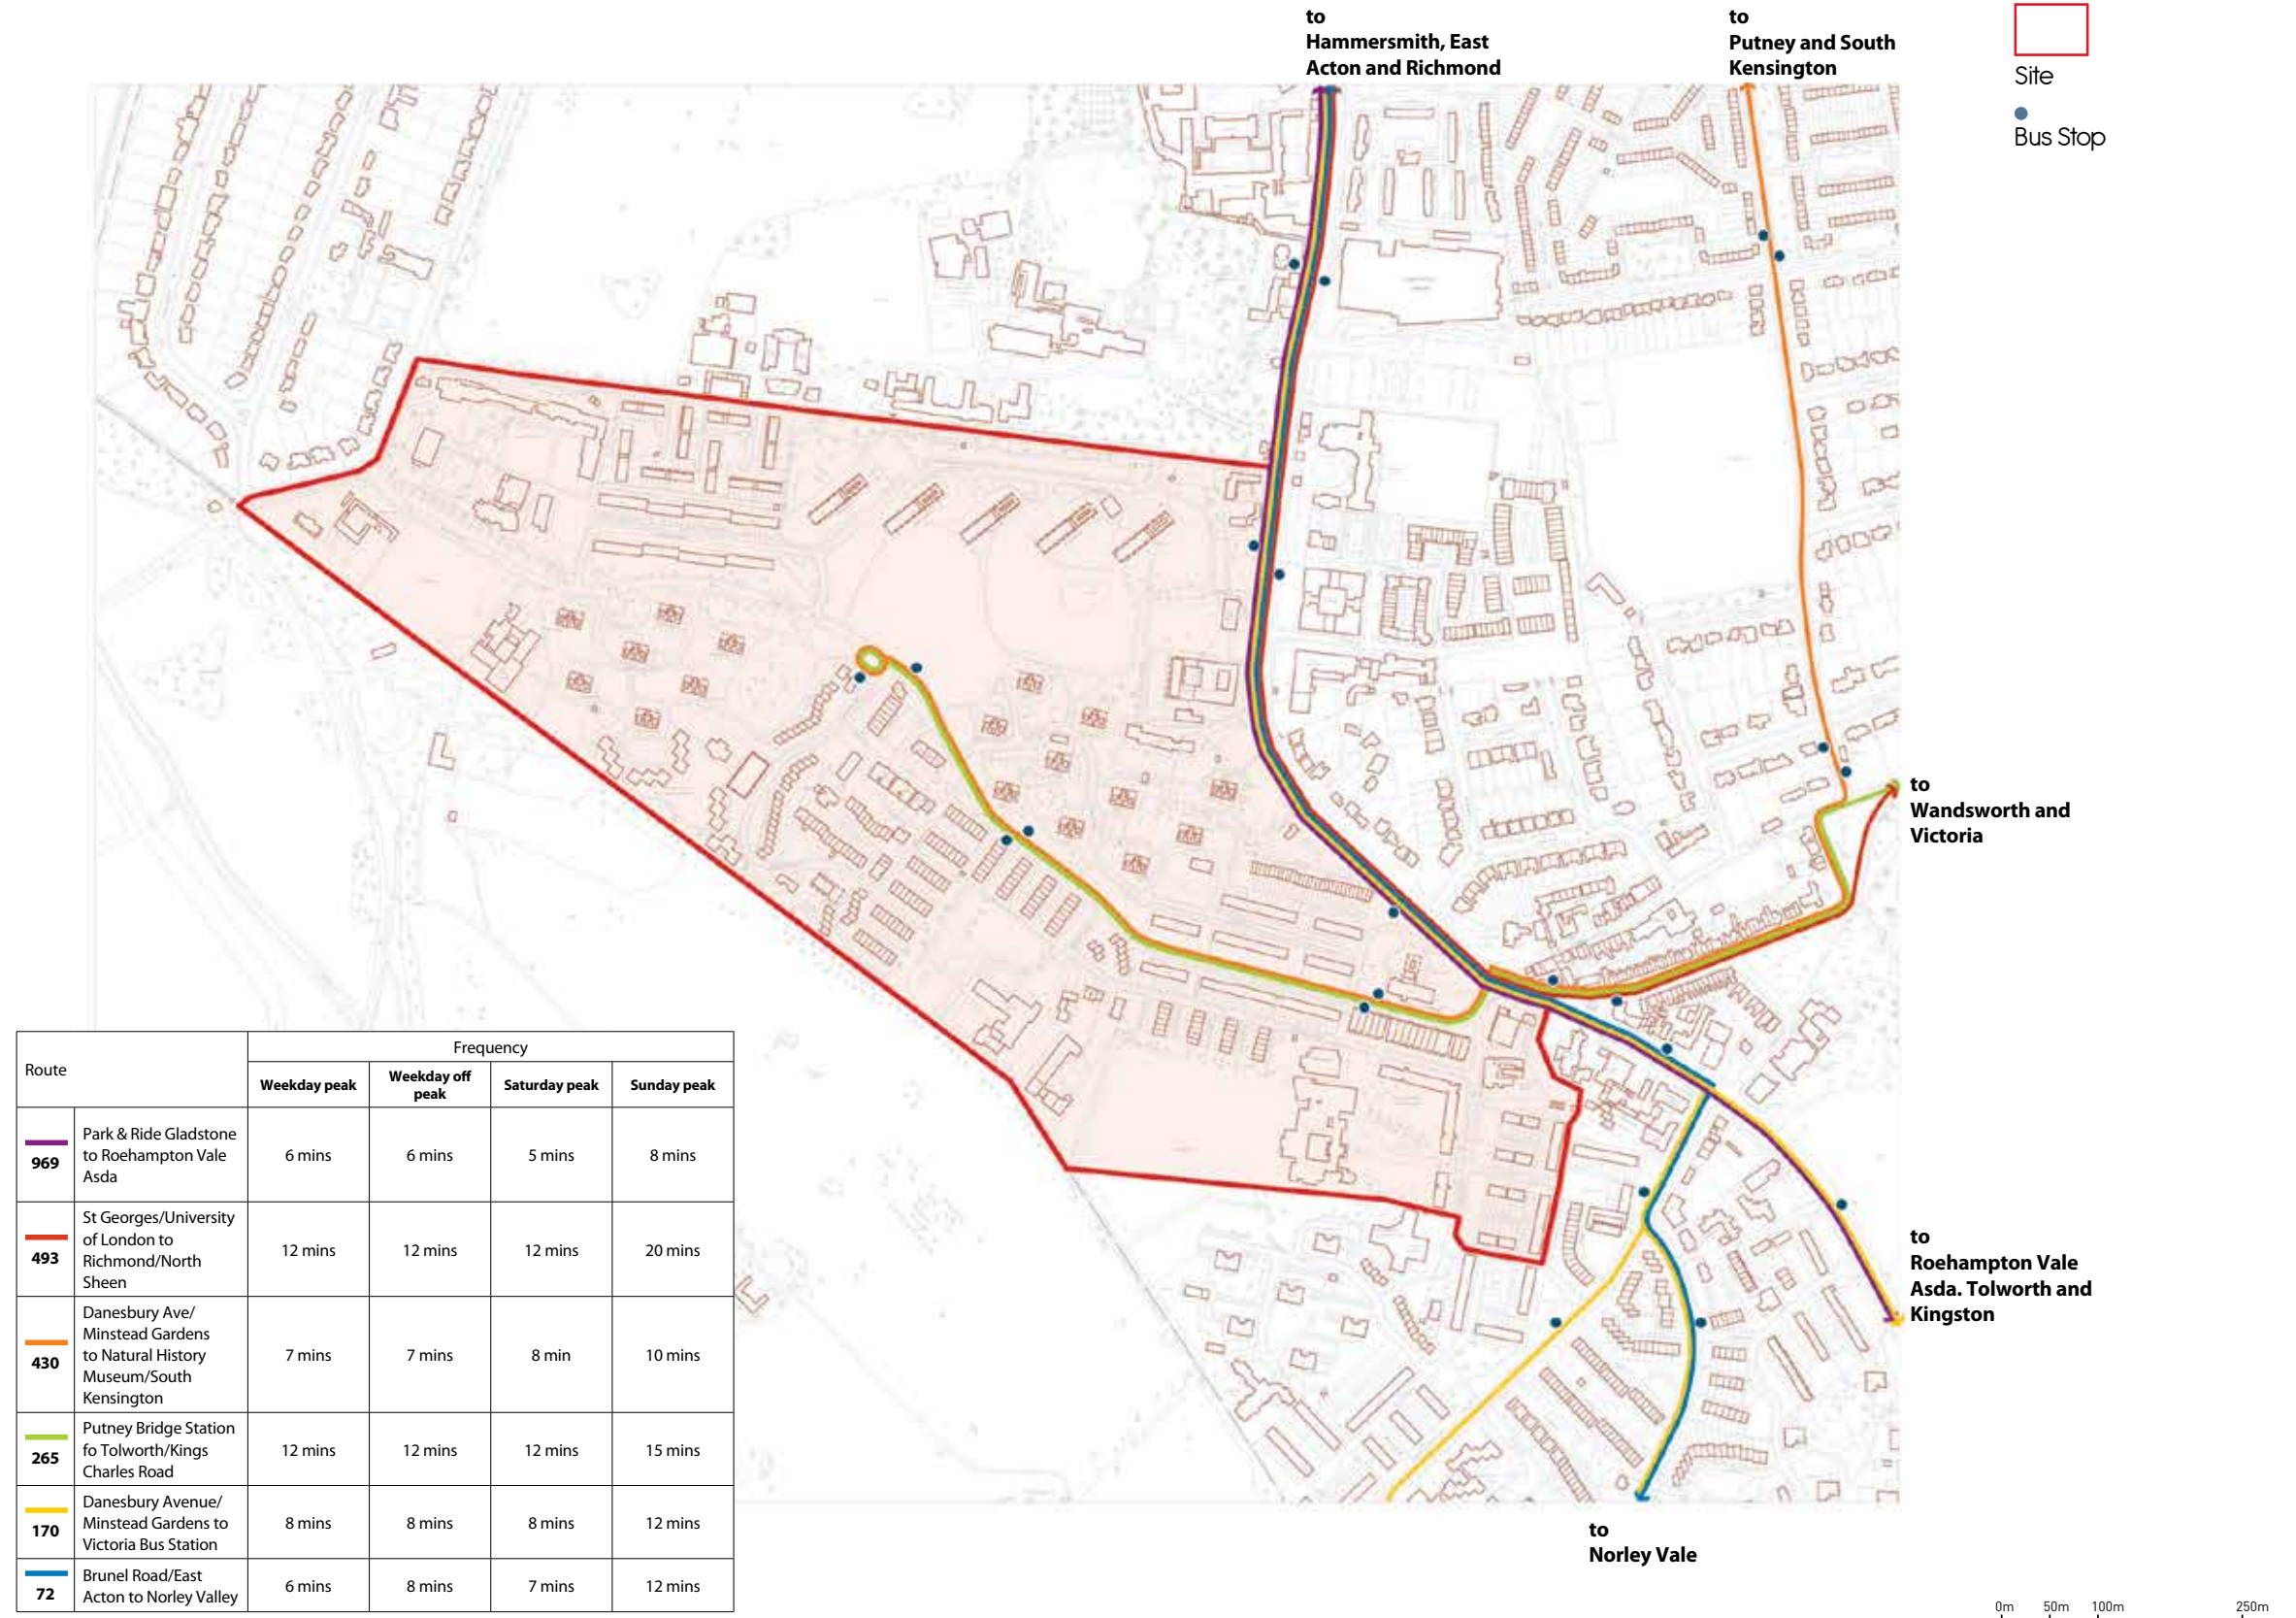 to
Hammersmith, East
Acton and Richmond
to
Putney and South
Kensington
Site
Bus Stop
to
Wandsworth and
Victoria
to
Roehampton Vale
Asda. Tolworth and
Kingston
to
Norley Vale
Route
Frequency
Weekday peak
Weekday off
peak
Saturday peak
Sunday peak
969
Park & Ride Gladstone
to Roehampton Vale
Asda
6 mins
6 mins
5 mins
8 mins
493
St Georges/University
of London to
Richmond/North
Sheen
12 mins
12 mins
12 mins
20 mins
430
Danesbury Ave/
Minstead Gardens
to Natural History
Museum/South
Kensington
7 mins
7 mins
8 min
10 mins
265
Putney Bridge Station
fo Tolworth/Kings
Charles Road
12 mins
12 mins
12 mins
15 mins
170
Danesbury Avenue/
Minstead Gardens to
Victoria Bus Station
8 mins
8 mins
8 mins
12 mins
72
Brunel Road/East
Acton to Norley Valley
6 mins
8 mins
7 mins
12 mins
0m 50m 100m 250m